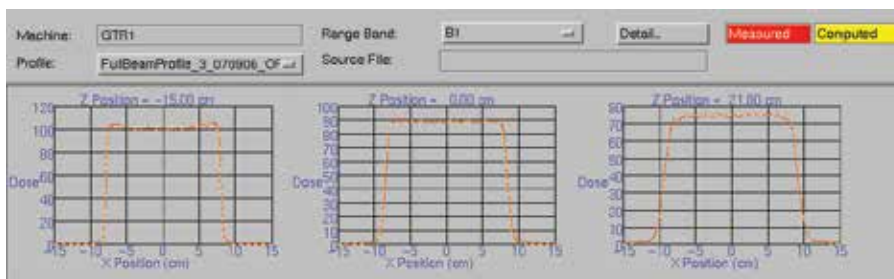 Machine: GTR1 Range Band: B1 Detail... Measured Computed
Profile: FullBeamProfile_3_070906_OF Source File:
Z Position = -15.00 cm Z Position = 0.00 cm Z Position = 21.00 cm
120 100 80 60 40 20 0
Dose
-15 -10 -5 0 5 10 15
X Position (cm)
100 90 80 70 60 50 40 30 20 10 0
Dose
-15 -10 -5 0 5 10 15
X Position (cm)
80 70 60 50 40 30 20 10 0
Dose
-15 -10 -5 0 5 10 15
X Position (cm)